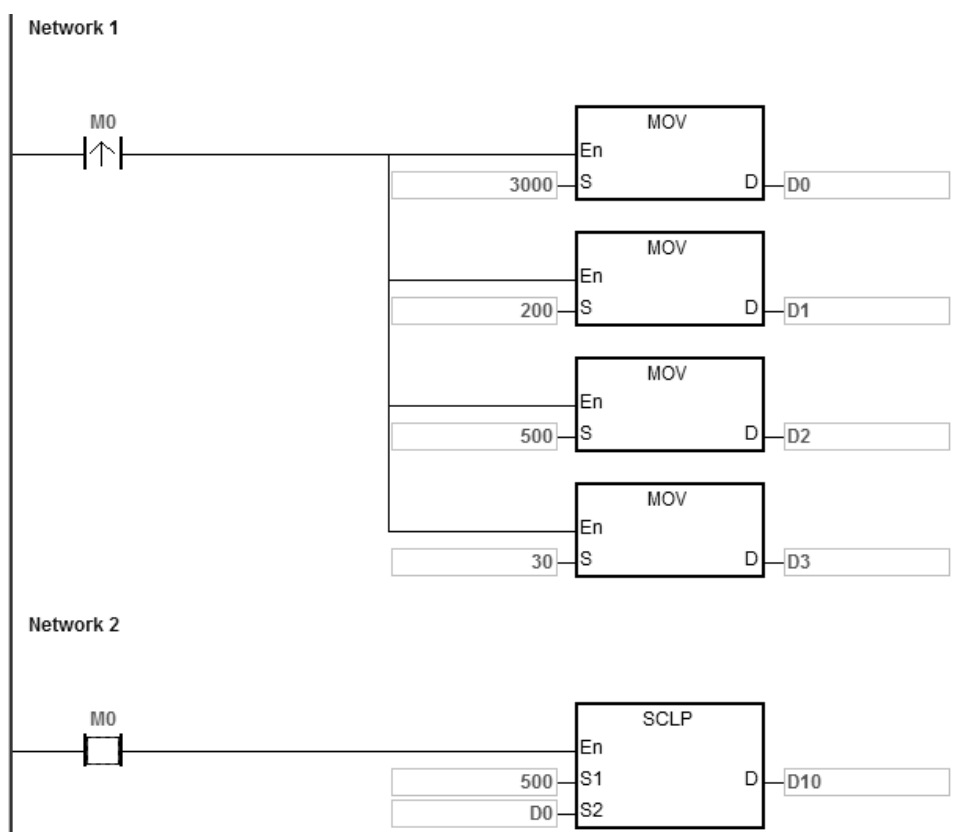 Network 1
M0
MOV
En
3000 S D D0
MOV
En
200 S D D1
MOV
En
500 S D D2
MOV
En
30 S D D3
Network 2
M0
SCLP
En
500 S1 D D10
D0 S2